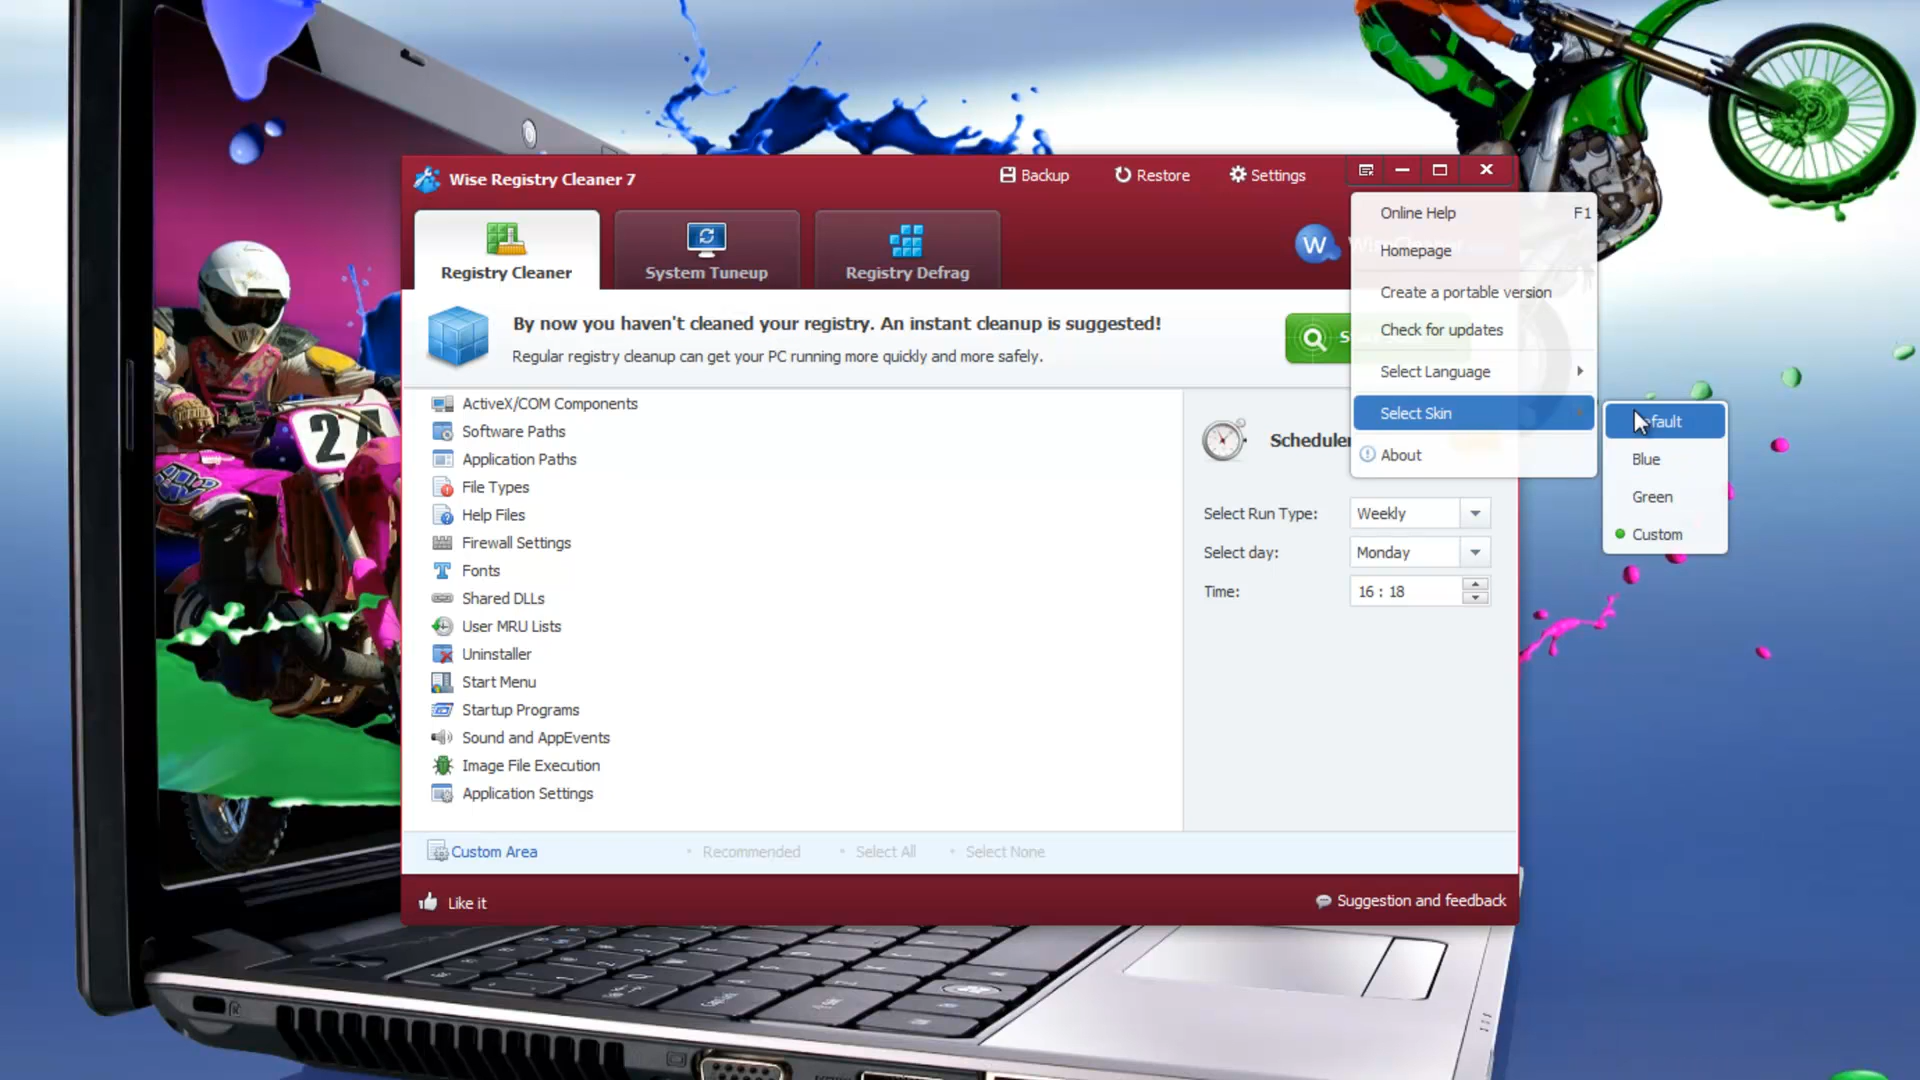 Wise Registry Cleaner 7
Backup
Restore
Settings
Registry Cleaner
System Tuneup
Registry Defrag
W
Online Help F1
Homepage
Create a portable version
Check for updates
Select Language
Select Skin
About
Default
Blue
Green
Custom
By now you haven't cleaned your registry. An instant cleanup is suggested!
Regular registry cleanup can get your PC running more quickly and more safely.
ActiveX/COM Components
Software Paths
Application Paths
File Types
Help Files
Firewall Settings
Fonts
Shared DLLs
User MRU Lists
Uninstaller
Start Menu
Startup Programs
Sound and AppEvents
Image File Execution
Application Settings
Scheduler
Select Run Type: Weekly
Select day: Monday
Time: 16 : 18
Custom Area
Recommended
Select All
Select None
Like it
Suggestion and feedback
24